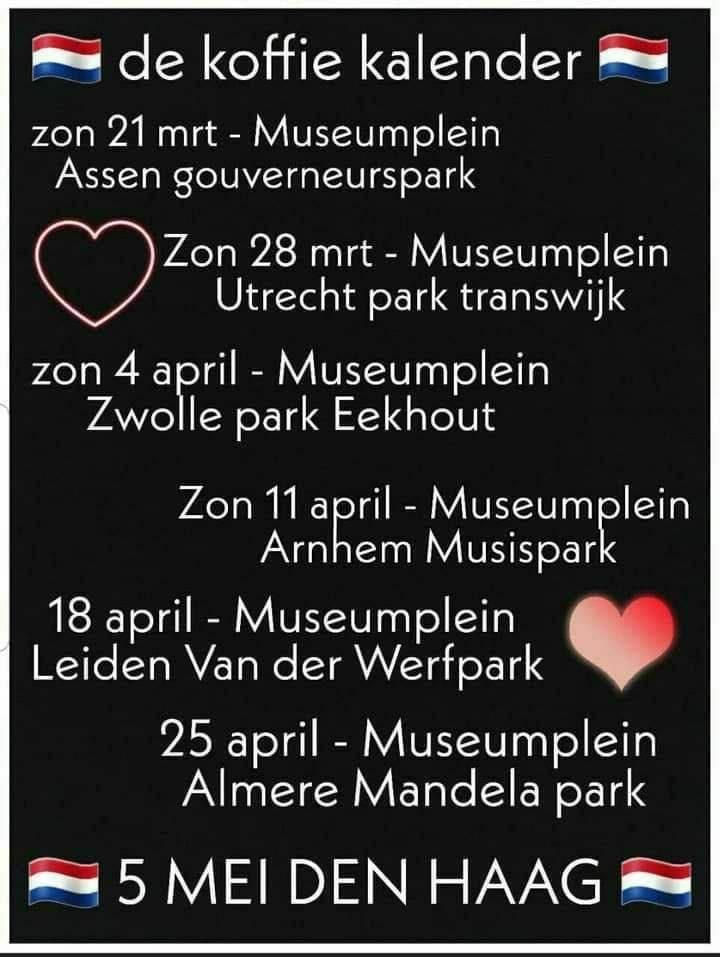 de koffie kalender
zon 21 mrt - Museumplein
Assen gouverneurspark
Zon 28 mrt - Museumplein
Utrecht park transwijk
zon 4 april - Museumplein
Zwolle park Eekhout
Zon 11 april - Museumplein
Arnhem Musispark
18 april - Museumplein
Leiden Van der Werfpark
25 april - Museumplein
Almere Mandela park
5 MEI DEN HAAG